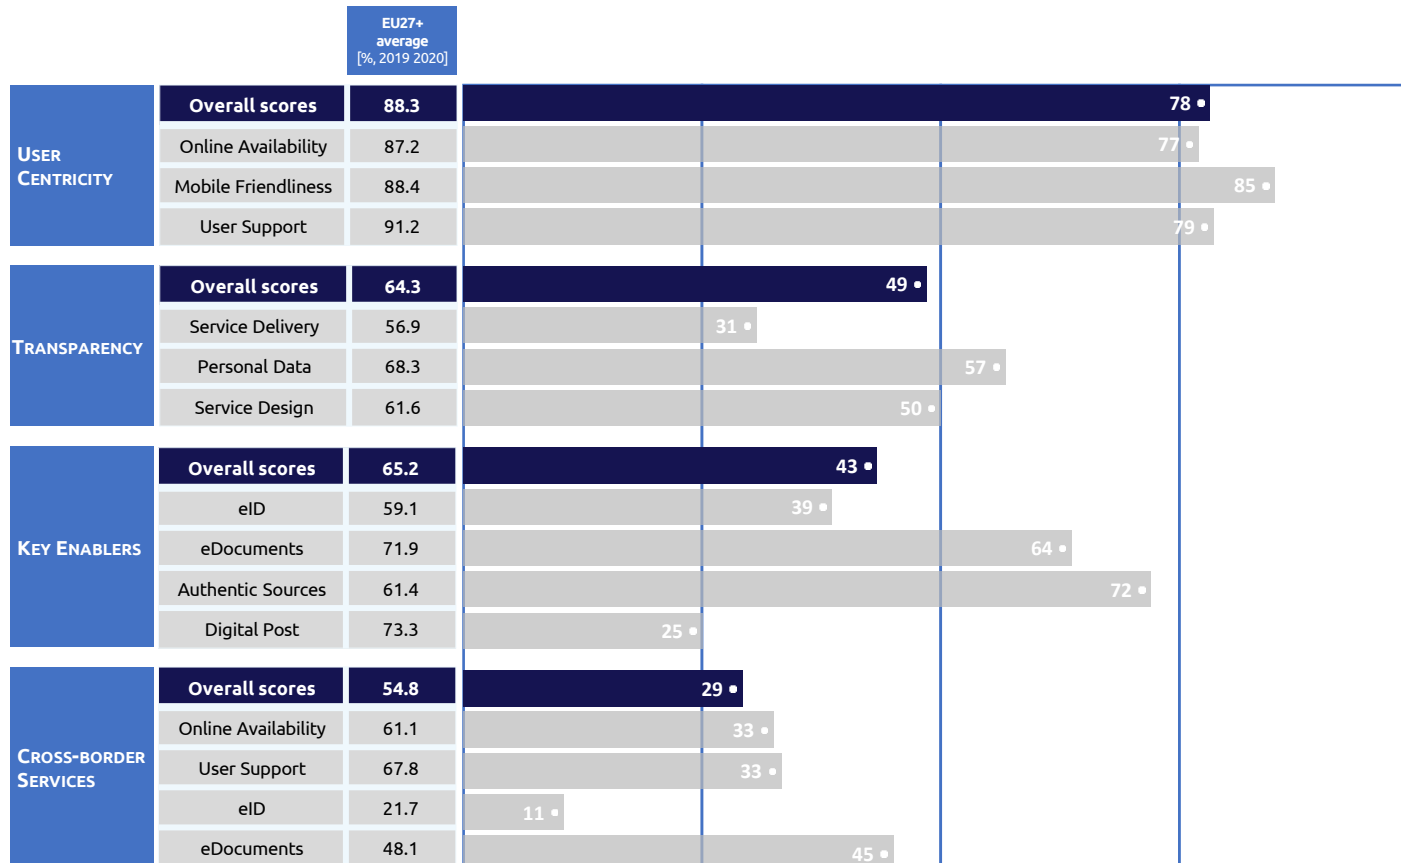 EU27+
average
[%, 2019 2020]
USER
CENTRICITY
Overall scores 88.3 78
Online Availability 87.2 77
Mobile Friendliness 88.4 85
User Support 91.2 79
TRANSPARENCY
Overall scores 64.3 49
Service Delivery 56.9 31
Personal Data 68.3 57
Service Design 61.6 50
KEY ENABLERS
Overall scores 65.2 43
eID 59.1 39
eDocuments 71.9 64
Authentic Sources 61.4 72
Digital Post 73.3 25
CROSS-BORDER
SERVICES
Overall scores 54.8 29
Online Availability 61.1 33
User Support 67.8 33
eID 21.7 11
eDocuments 48.1 45